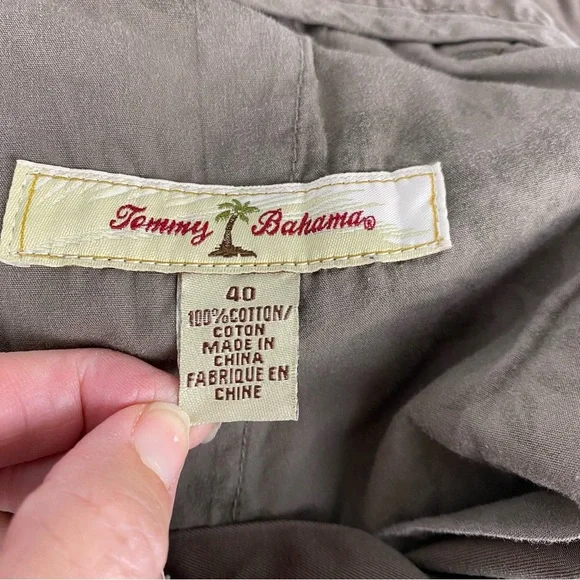 Tommy Bahama®
40
100%COTTON/
COTON
MADE IN
CHINA
FABRIQUE EN
CHINE